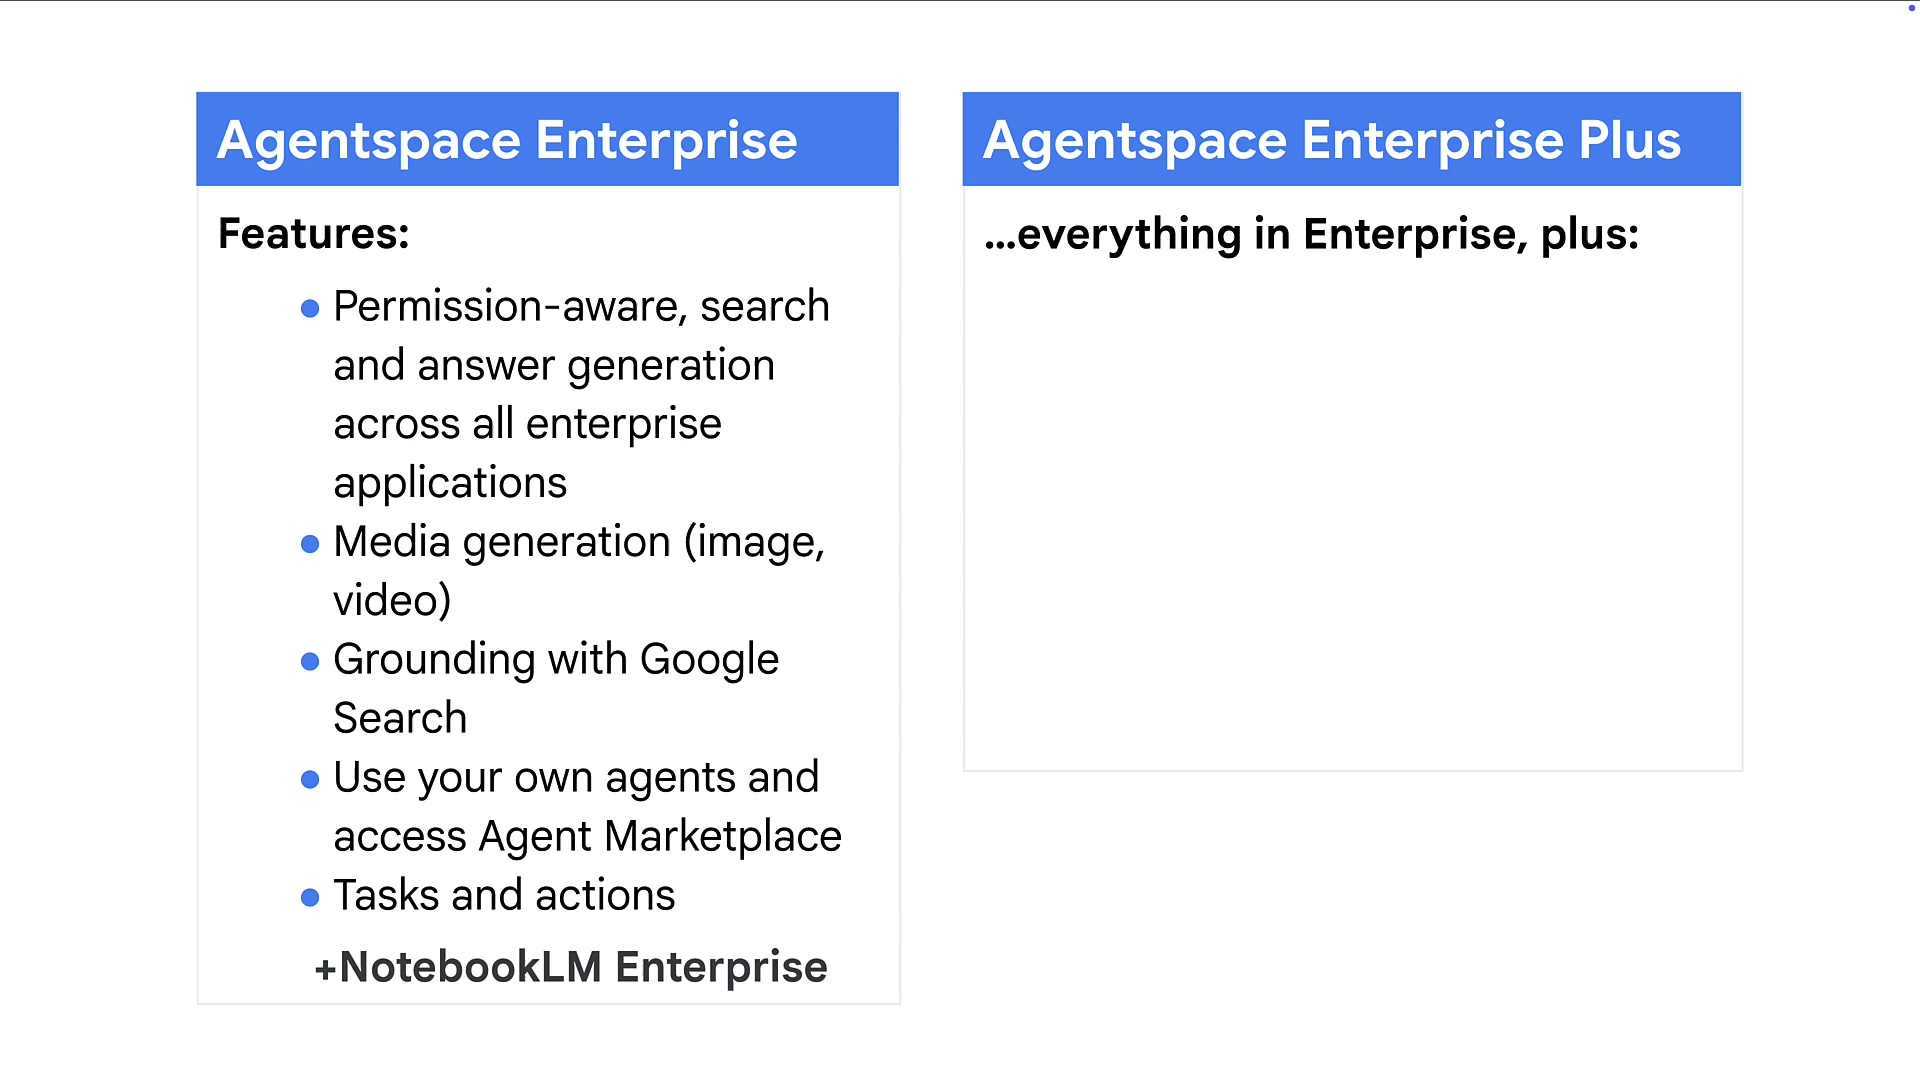 Agentspace Enterprise
Features:
● Permission-aware, search
and answer generation
across all enterprise
applications
● Media generation (image,
video)
● Grounding with Google
Search
● Use your own agents and
access Agent Marketplace
● Tasks and actions
+NotebookLM Enterprise
Agentspace Enterprise Plus
...everything in Enterprise, plus: